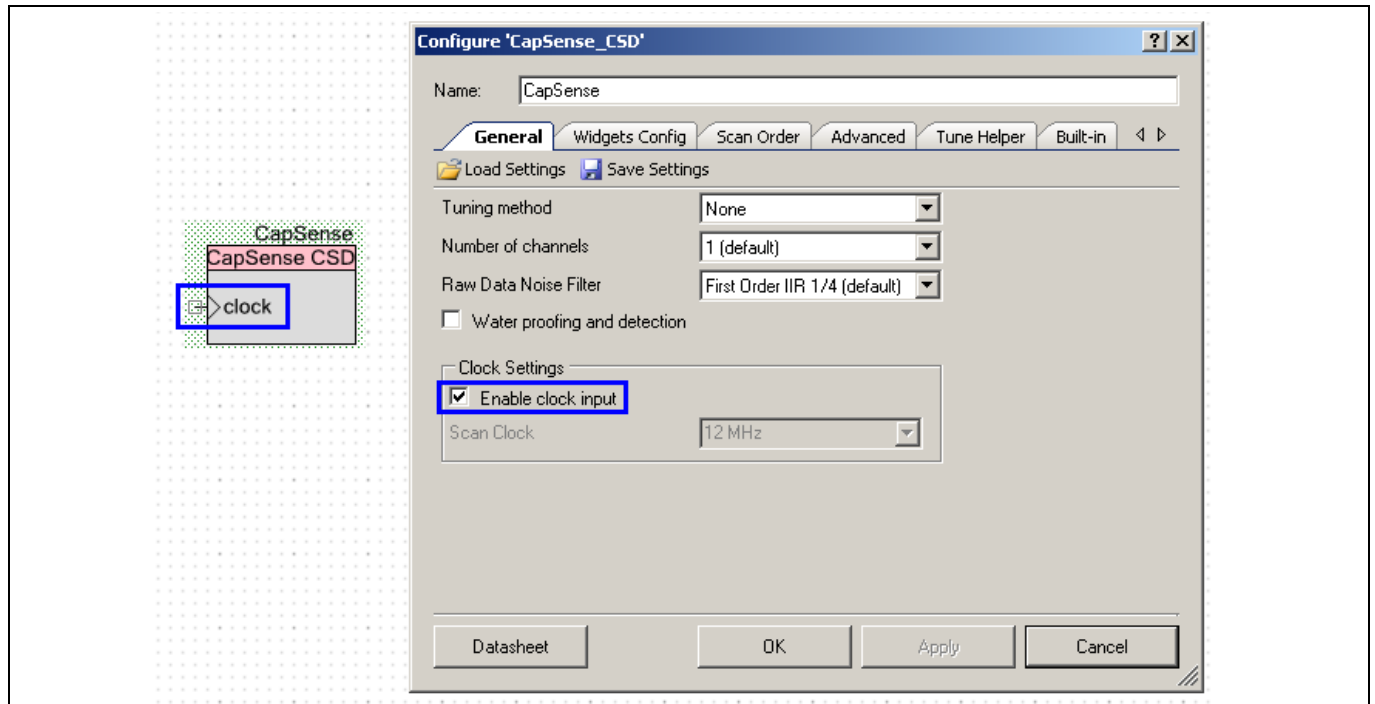 Configure 'CapSense_CSD'
Name: CapSense
General Widgets Config Scan Order Advanced Tune Helper Built-in
Load Settings Save Settings
Tuning method None
Number of channels 1 (default)
Raw Data Noise Filter First Order IIR 1/4 (default)
Water proofing and detection
Clock Settings
Enable clock input
Scan Clock 12 MHz
Datasheet OK Apply Cancel
CapSense
CapSense CSD
clock